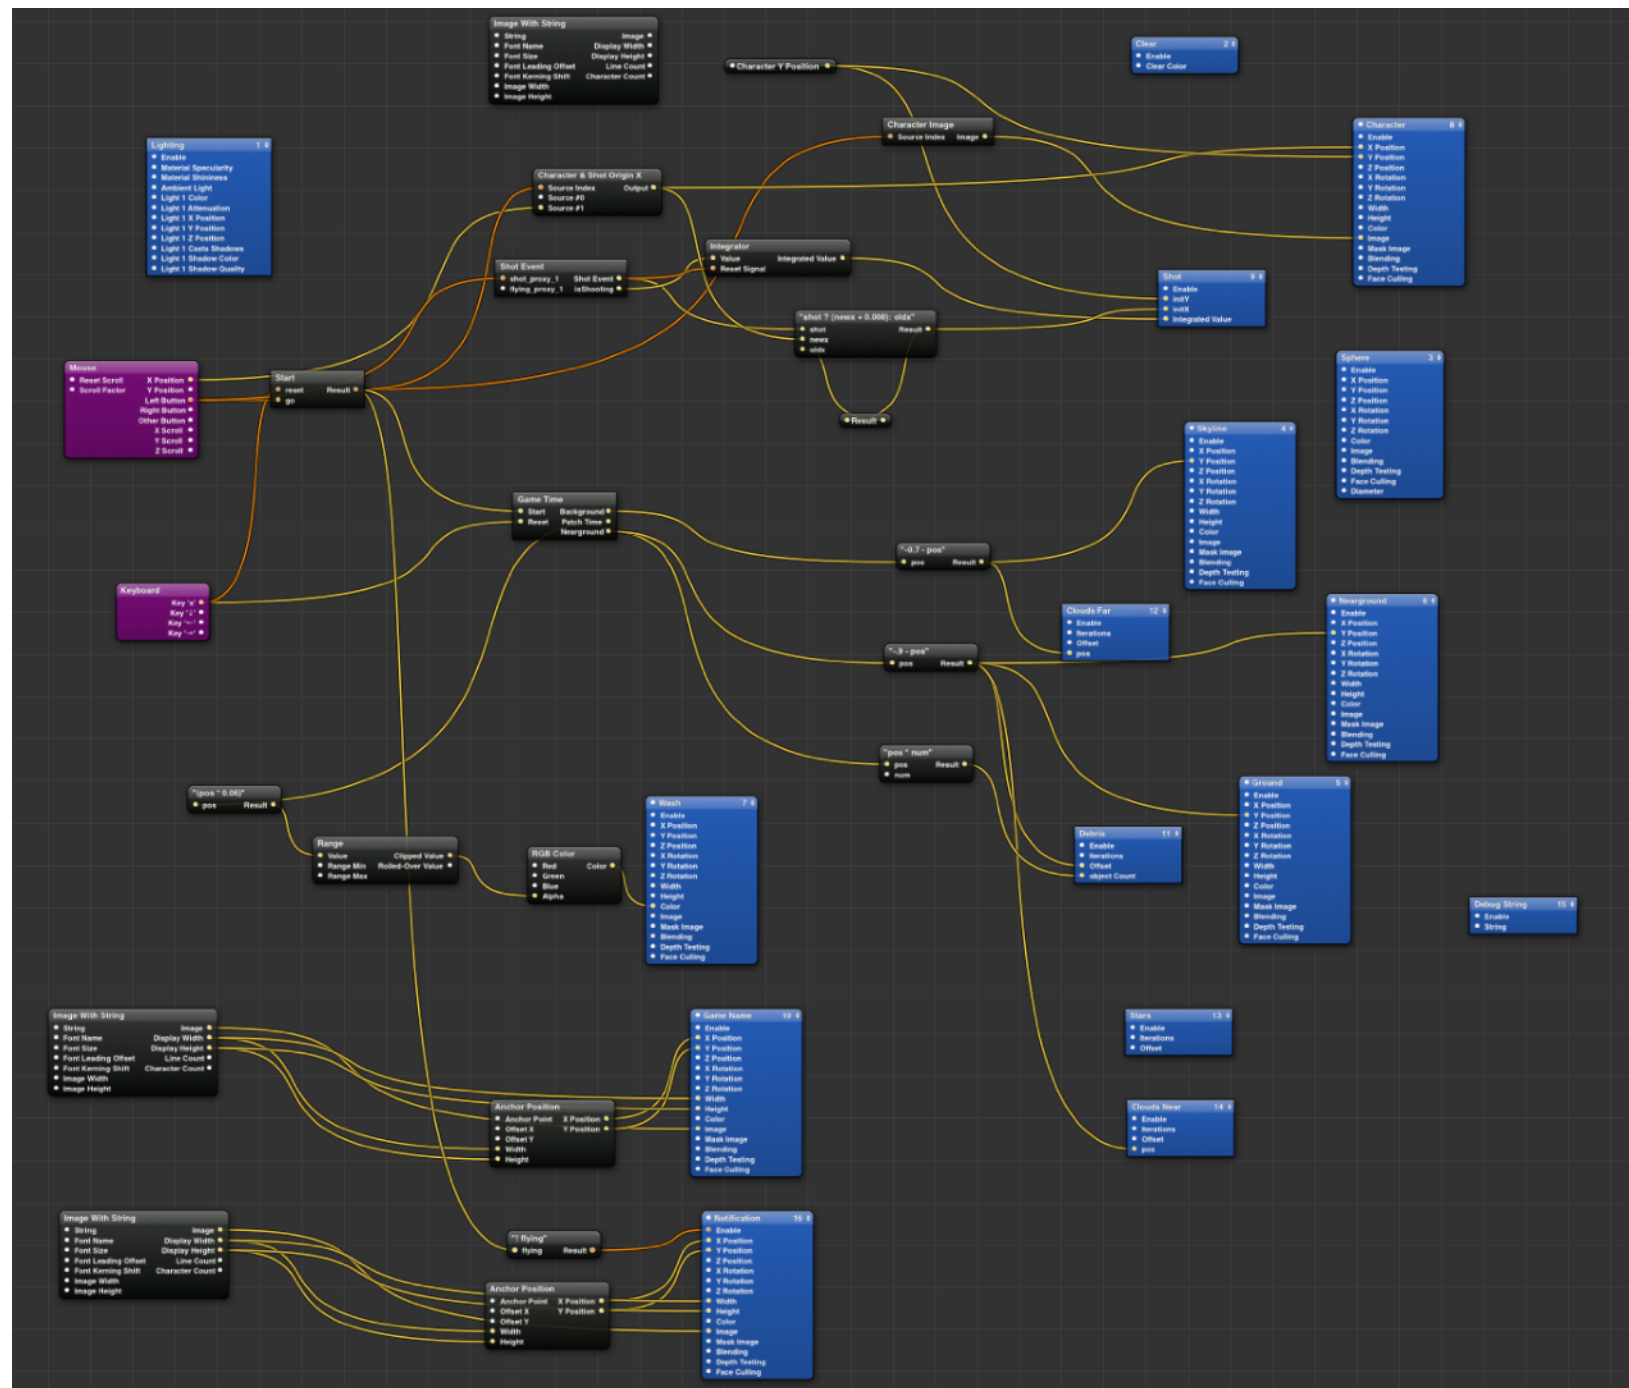 Image With String
String Image
Font Name Display Width
Font Size Display Height
Font Leading Offset Line Count
Font Kerning Shift Character Count
Image Width
Image Height
Character Y Position
Clear 2
Enable
Clear Color
Character Image
Source Index Image
Character 8
Enable
X Position
Y Position
Z Position
X Rotation
Y Rotation
Z Rotation
Width
Height
Color
Image
Mask Image
Blending
Depth Testing
Face Culling
Lighting 1
Enable
Material Specularity
Material Shininess
Ambient Light
Light 1 Color
Light 1 Attenuation
Light 1 X Position
Light 1 Y Position
Light 1 Z Position
Light 1 Casts Shadows
Light 1 Shadow Color
Light 1 Shadow Quality
Character & Shot Origin X
Source Index Output
Source #0
Source #1
Integrator
Value Integrated Value
Reset Signal
Shot Event
shot_proxy_1 Shot Event
flying_proxy_1 isShooting
Shot 9
Enable
initY
initX
Integrated Value
"shot ? (newx + 0.008): oldx"
shot Result
newx
oldx
Result
Mouse
Reset Scroll X Position
Scroll Factor Y Position
Left Button
Right Button
Other Button
X Scroll
Y Scroll
Z Scroll
Start
reset Result
go
Sphere 3
Enable
X Position
Y Position
Z Position
X Rotation
Y Rotation
Z Rotation
Color
Image
Blending
Depth Testing
Face Culling
Diameter
Skyline 4
Enable
X Position
Y Position
Z Position
X Rotation
Y Rotation
Z Rotation
Width
Height
Color
Image
Mask Image
Blending
Depth Testing
Face Culling
Game Time
Start Background
Reset Patch Time
Nearground
"-0.7 - pos"
pos Result
Keyboard
Key
Key
Key
Key
Clouds Far 12
Enable
Iterations
Offset
pos
Nearground 6
Enable
X Position
Y Position
Z Position
X Rotation
Y Rotation
Z Rotation
Width
Height
Color
Image
Mask Image
Blending
Depth Testing
Face Culling
"-.9 - pos"
pos Result
"pos * num"
pos Result
num
"(pos * 0.06)"
pos Result
Range
Value Clipped Value
Range Min Rolled-Over Value
Range Max
RGB Color
Red Color
Green
Blue
Alpha
Wash 7
Enable
X Position
Y Position
Z Position
X Rotation
Y Rotation
Z Rotation
Width
Height
Color
Image
Mask Image
Blending
Depth Testing
Face Culling
Debris 11
Enable
Iterations
Offset
object Count
Ground 5
Enable
X Position
Y Position
Z Position
X Rotation
Y Rotation
Z Rotation
Width
Height
Color
Image
Mask Image
Blending
Depth Testing
Face Culling
Debug String 15
Enable
String
Image With String
String Image
Font Name Display Width
Font Size Display Height
Font Leading Offset Line Count
Font Kerning Shift Character Count
Image Width
Image Height
Anchor Position
Anchor Point X Position
Offset X Y Position
Offset Y
Width
Height
Game Name 10
Enable
X Position
Y Position
Z Position
X Rotation
Y Rotation
Z Rotation
Width
Height
Color
Image
Mask Image
Blending
Depth Testing
Face Culling
Stars 13
Enable
Iterations
Offset
Clouds Near 14
Enable
Iterations
Offset
pos
Image With String
String Image
Font Name Display Width
Font Size Display Height
Font Leading Offset Line Count
Font Kerning Shift Character Count
Image Width
Image Height
"! flying"
flying Result
Anchor Position
Anchor Point X Position
Offset X Y Position
Offset Y
Width
Height
Notification 16
Enable
X Position
Y Position
Z Position
X Rotation
Y Rotation
Z Rotation
Width
Height
Color
Image
Mask Image
Blending
Depth Testing
Face Culling